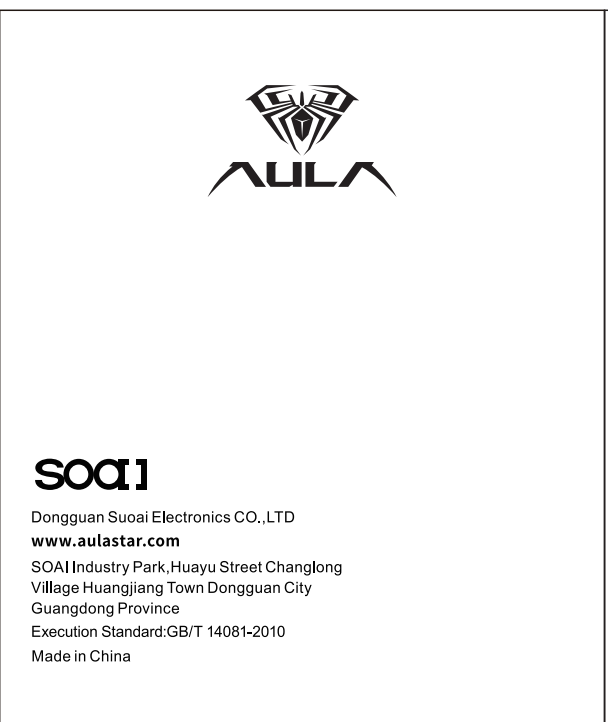 AULA
soai
Dongguan Suoai Electronics CO.,LTD
www.aulastar.com
SOAI Industry Park,Huayu Street Changlong
Village Huangjiang Town Dongguan City
Guangdong Province
Execution Standard:GB/T 14081-2010
Made in China